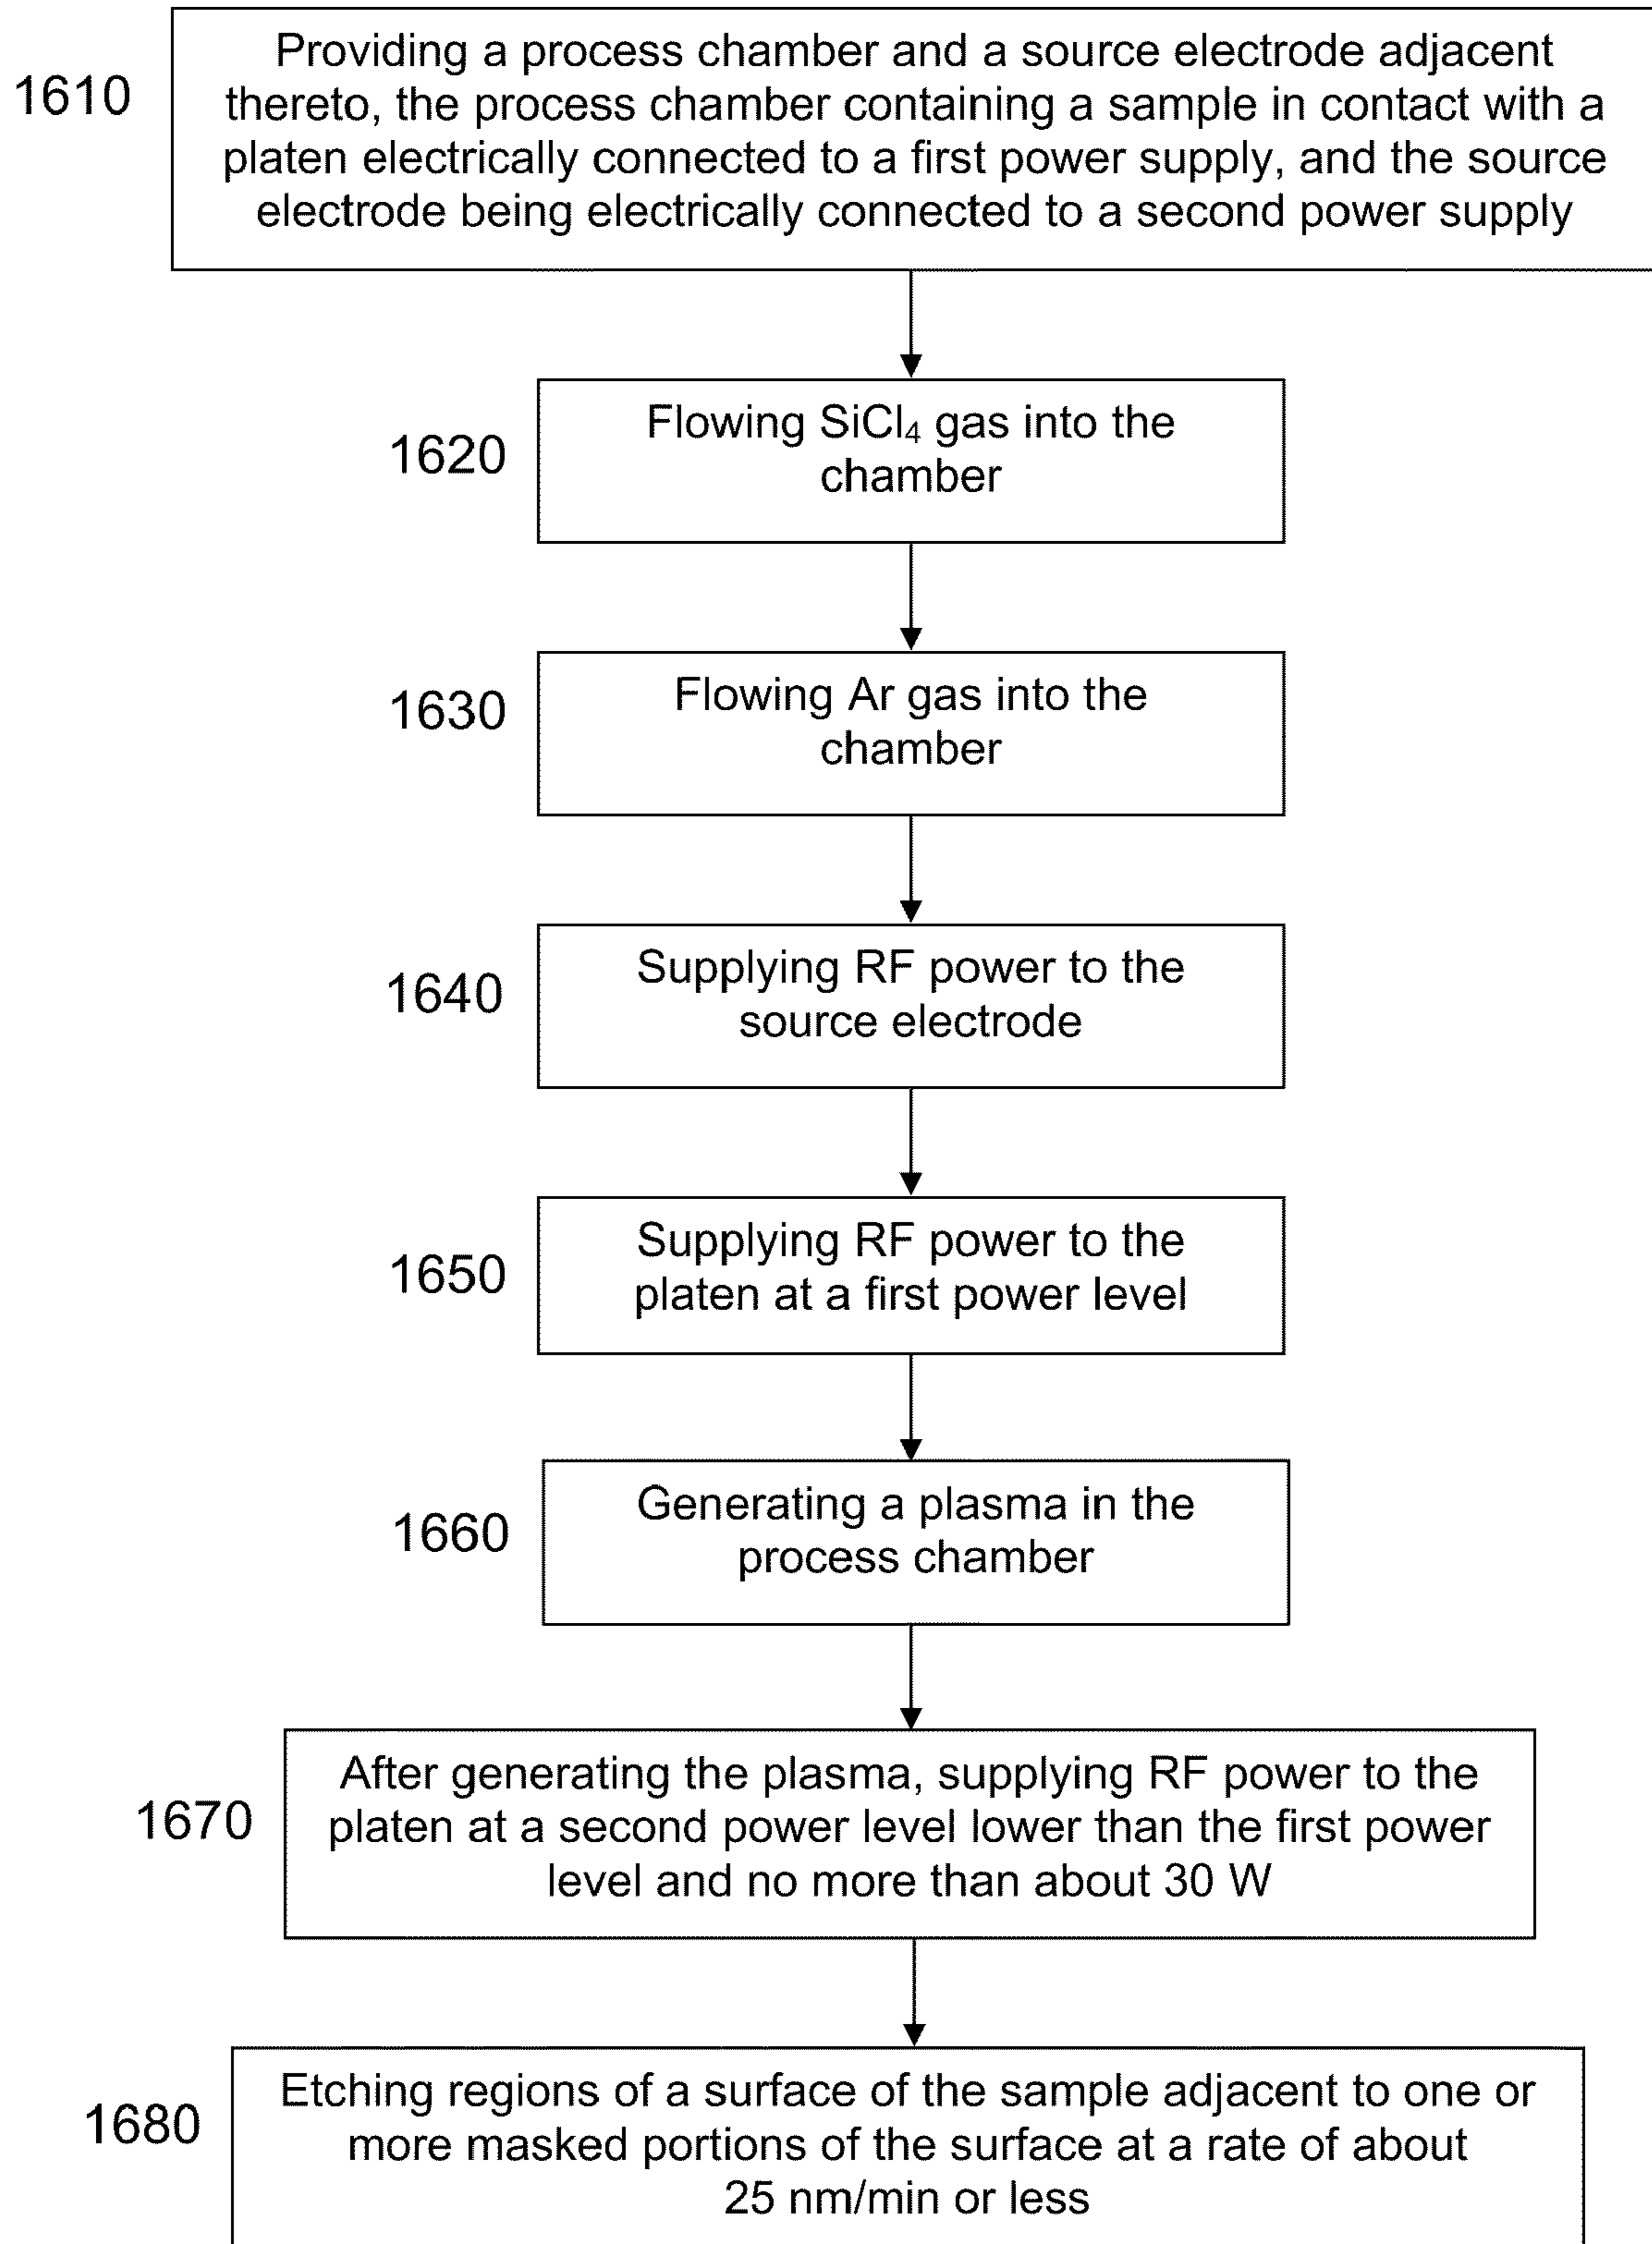 1610
Providing a process chamber and a source electrode adjacent
thereto, the process chamber containing a sample in contact with a
platen electrically connected to a first power supply, and the source
electrode being electrically connected to a second power supply
1620
Flowing SiCl₄ gas into the
chamber
1630
Flowing Ar gas into the
chamber
1640
Supplying RF power to the
source electrode
1650
Supplying RF power to the
platen at a first power level
1660
Generating a plasma in the
process chamber
1670
After generating the plasma, supplying RF power to the
platen at a second power level lower than the first power
level and no more than about 30 W
1680
Etching regions of a surface of the sample adjacent to one or
more masked portions of the surface at a rate of about
25 nm/min or less